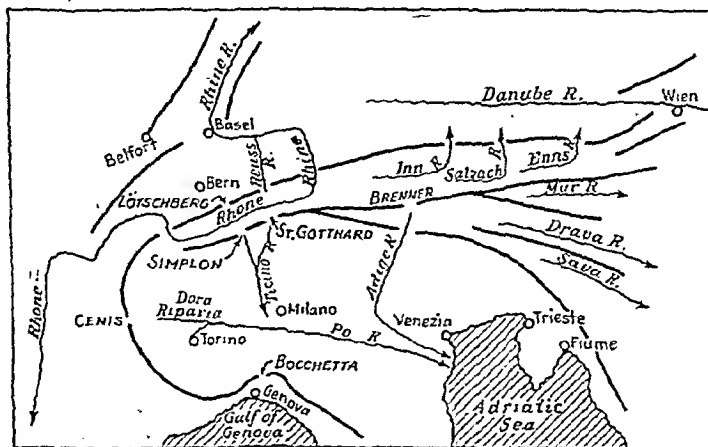 Rhine R.
Danube R.
Wien
Basel
Belfort
Reuss
R.
Rhine
Inn R
Salzach R
Enns R
Bern
LÖTSCHBERG
Rhone
BRENNER
Mur R
ST. GOTTHARD
Drava R.
SIMPLON
Ticino R
Adige R
Sava R.
Rhone
CENIS
Dora
Riparia
Milano
Po R
Venezia
Trieste
Torino
Fiume
BOCCHETTA
Genova
Gulf of
Genova
Adriatic
Sea